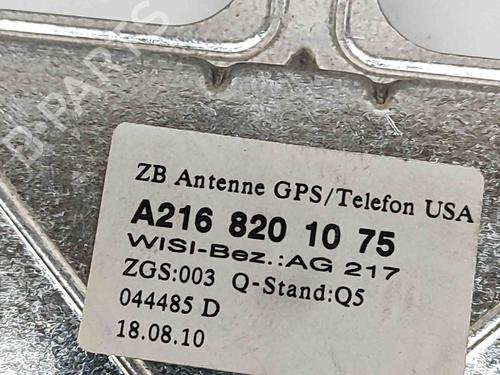 B-PARTS
ZB Antenne GPS/Telefon USA
A216 820 10 75
WISI-Bez.:AG 217
ZGS:003 Q-Stand:Q5
044485 D
18.08.10